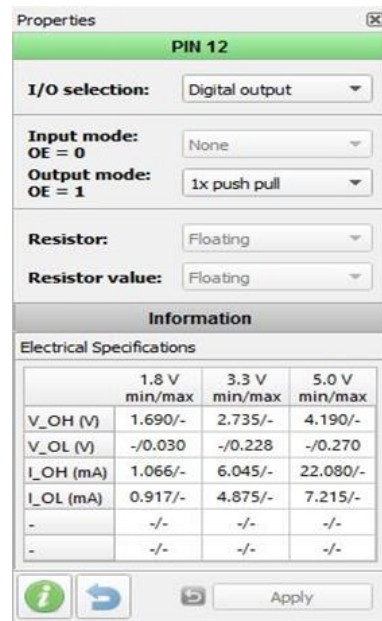 Properties
PIN 12
I/O selection: Digital output
Input mode:
OE = 0 None
Output mode:
OE = 1 1x push pull
Resistor: Floating
Resistor value: Floating
Information
Electrical Specifications
1.8 V 3.3 V 5.0 V
min/max min/max min/max
V_OH (V) 1.690/- 2.735/- 4.190/-
V_OL (V) -/0.030 -/0.228 -/0.270
I_OH (mA) 1.066/- 6.045/- 22.080/-
I_OL (mA) 0.917/- 4.875/- 7.215/-
- -/- -/- -/-
- -/- -/- -/-
i Apply